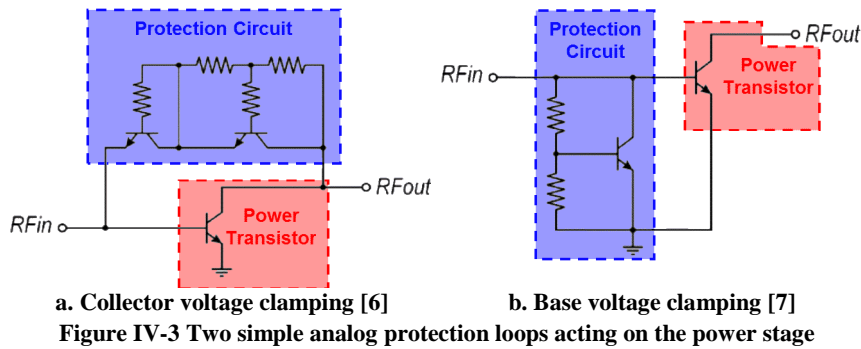 Protection Circuit
RFin
RFout
Power
Transistor
a. Collector voltage clamping [6]
Protection
Circuit
RFin
RFout
Power
Transistor
b. Base voltage clamping [7]
Figure IV-3 Two simple analog protection loops acting on the power stage